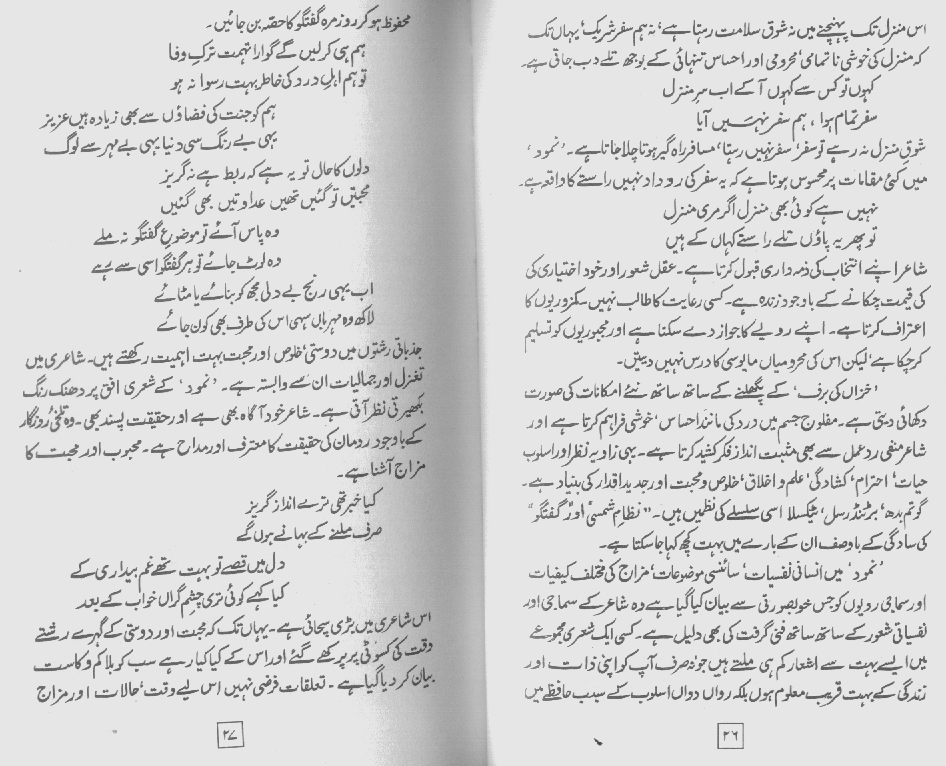 اس منزل تک پہنچنے میں نہ شوق سلامت رہتا ہے‘ نہ ہم سفر شریک‘ یہاں تک
کہ منزل کی خوشی ناتمامی‘ محرومی اور احساس تنہائی کے بوجھ تلے دب جاتی ہے۔
کہوں تو کس سے کہوں آ کے اب سرِ منزل
سفر تمام ہوا ، ہم سفر نہیں آیا
شوقِ منزل نہ رہے تو سفر‘ سفر نہیں رہتا‘ مسافر راہ گیر ہوتا چلا جاتا ہے۔ ’نمود‘
میں کئی مقامات پر محسوس ہوتا ہے کہ یہ سفر کی روداد نہیں راستے کا واقعہ ہے۔
نہیں ہے کوئی بھی منزل اگر مری منزل
تو پھر یہ پاؤں تلے راستے کہاں کے ہیں
شاعر اپنے انتخاب کی ذمہ داری قبول کرتا ہے۔ عقل شعور اور خود اختیاری کی
کی قیمت چکانے کے باوجود زندہ ہے۔ کسی رعایت کا طالب نہیں۔ کمزوریوں کا
اعتراف کرتا ہے۔ اپنے رویے کا جواز دے سکتا ہے اور مجبوریوں کو تسلیم
کر چکا ہے‘ لیکن اس کی محرومیاں مایوسی کا درس نہیں دیتیں۔
’خزاں کی برف‘ کے پگھلنے کے ساتھ ساتھ نئے امکانات کی صورت
دکھائی دیتی ہے۔ مفلوج جسم میں درد کی مانند احساس‘ خوشی فراہم کرتا ہے اور
شاعر منفی ردعمل سے بھی مثبت انداز فکر کشید کرتا ہے۔ یہی زاویہ نظر اور اسلوب
حیات‘ احترام‘ کشادگی‘ علم و اخلاق‘ خلوص و محبت اور جدید اقدار کی بنیاد ہے۔
گوتم بدھ‘ برٹنڈرسل‘ ٹیکسلا اسی سلسلے کی نظمیں ہیں۔ ”نظامِ شمسی“ اور ”گفتگو“
کی سادگی کے باوصف ان کے بارے میں بہت کچھ کہا جا سکتا ہے۔
’نمود‘ میں انسانی نفسیات‘ سائنسی موضوعات‘ مزاج کی مختلف کیفیات
اور سماجی رویوں کو جس خوبصورتی سے بیان کیا گیا ہے وہ شاعر کے سماجی اور
نفسیاتی شعور کے ساتھ ساتھ فنی گرفت کی بھی دلیل ہے۔ کسی ایک شعری مجموعے
میں ایسے بہت سے اشعار کم ہی ملتے ہیں جو نہ صرف آپ کو اپنی ذات اور
زندگی کے بہت قریب معلوم ہوں بلکہ رواں دواں اسلوب کے سبب حافظے میں
۲۶
محفوظ ہو کر روزمرہ گفتگو کا حصہ بن جائیں۔
ہم ہی کر لیں گے گوارا تہمتِ ترکِ وفا
تو ہم اہلِ درد کی خاطر بہت رسوا نہ ہو
ہم کو جنت کی فضاؤں سے بھی زیادہ ہیں عزیز
یہی بے رنگ سی دنیا یہی بے مہر سے لوگ
دلوں کا حال تو یہ ہے کہ ربط ہے نہ گریز
محبتیں تو گئیں تھیں عداوتیں بھی گئیں
وہ پاس آئے تو موضوعِ گفتگو نہ ملے
وہ لوٹ جائے تو ہر گفتگو اسی سے رہے
اب یہی رنج بے دلی مجھ کو بنائے یا مٹائے
لاکھ وہ مہرباں سہی اس کی طرف بھی کون جائے
جذباتی رشتوں میں دوستی‘ خلوص اور محبت بہت اہمیت رکھتے ہیں۔ شاعری میں
تغزل اور جمالیات ان سے وابستہ ہے۔ ’نمود‘ کے شعری افق پر دھنک رنگ
بکھیرتی نظر آتی ہے۔ شاعر خود آگاہ بھی ہے اور حقیقت پسند بھی۔ وہ تلخیٔ روزگار
کے باوجود رومان کی حقیقت کا معترف اور مداح ہے۔ محبوب اور محبت کا
مزاج آشنا ہے۔
کیا خبر تھی ترے انداز گریز
صرف ملنے کے بہانے ہوں گے
دل میں قصے تو بہت تھے غمِ بیداری کے
کیا کہے کوئی تری چشمِ گراں خواب کے بعد
اس شاعری میں بڑی سچائی ہے۔ یہاں تک کہ محبت اور دوستی کے گہرے رشتے
وقت کی کسوٹی پر پرکھے گئے اور اس کے کیا کیا رہے سب کو بلا کم و کاست
بیان کر دیا گیا ہے۔ تعلقات فرضی نہیں اس لیے وقت‘ حالات اور مزاج
۲۷